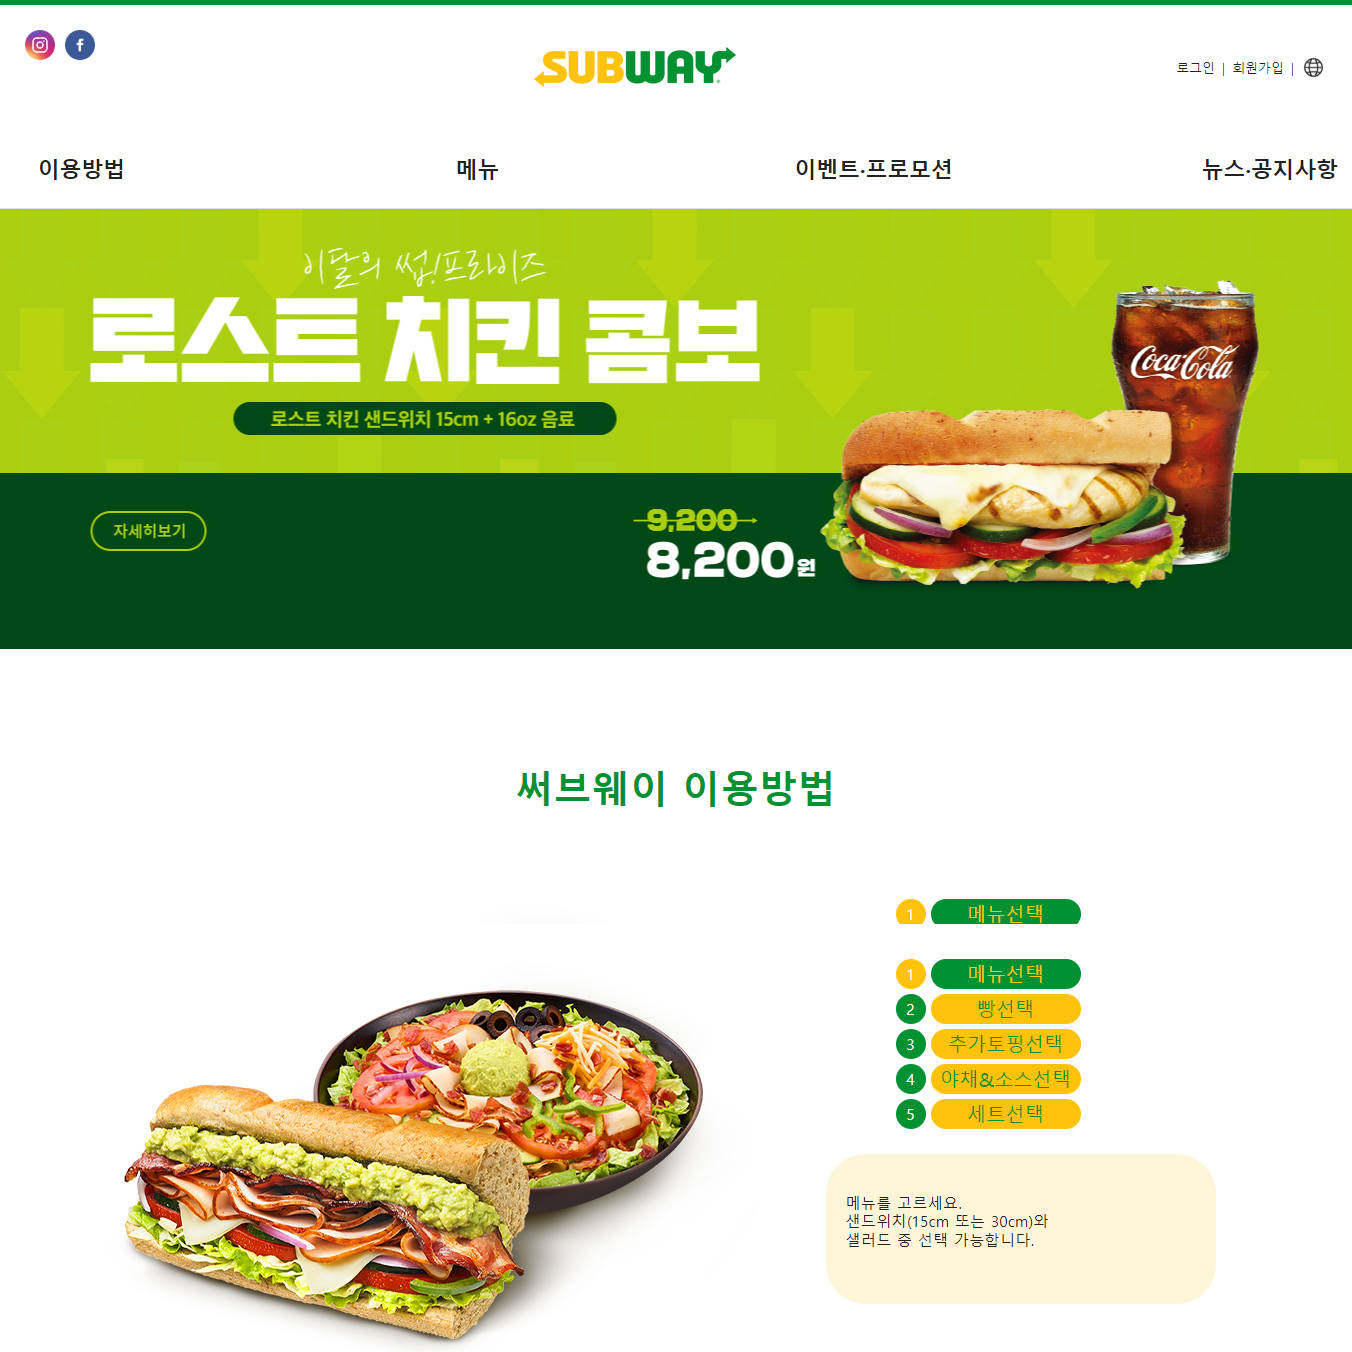 SUBWAY
로그인 | 회원가입 |
이용방법 메뉴 이벤트·프로모션 뉴스·공지사항
이달의 썹!프라이즈
로스트 치킨 콤보
로스트 치킨 샌드위치 15cm + 16oz 음료
Coca-Cola
자세히보기
9,200
8,200원
써브웨이 이용방법
1 메뉴선택
1 메뉴선택
2 빵선택
3 추가토핑선택
4 야채&소스선택
5 세트선택
메뉴를 고르세요.
샌드위치(15cm 또는 30cm)와
샐러드 중 선택 가능합니다.